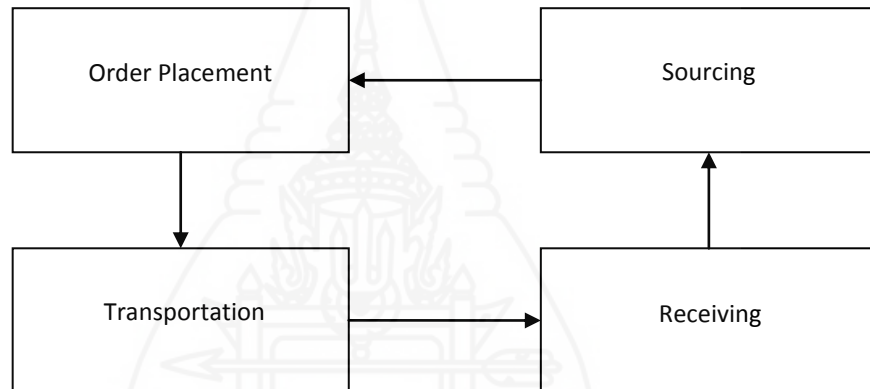 Order Placement
Sourcing
Transportation
Receiving